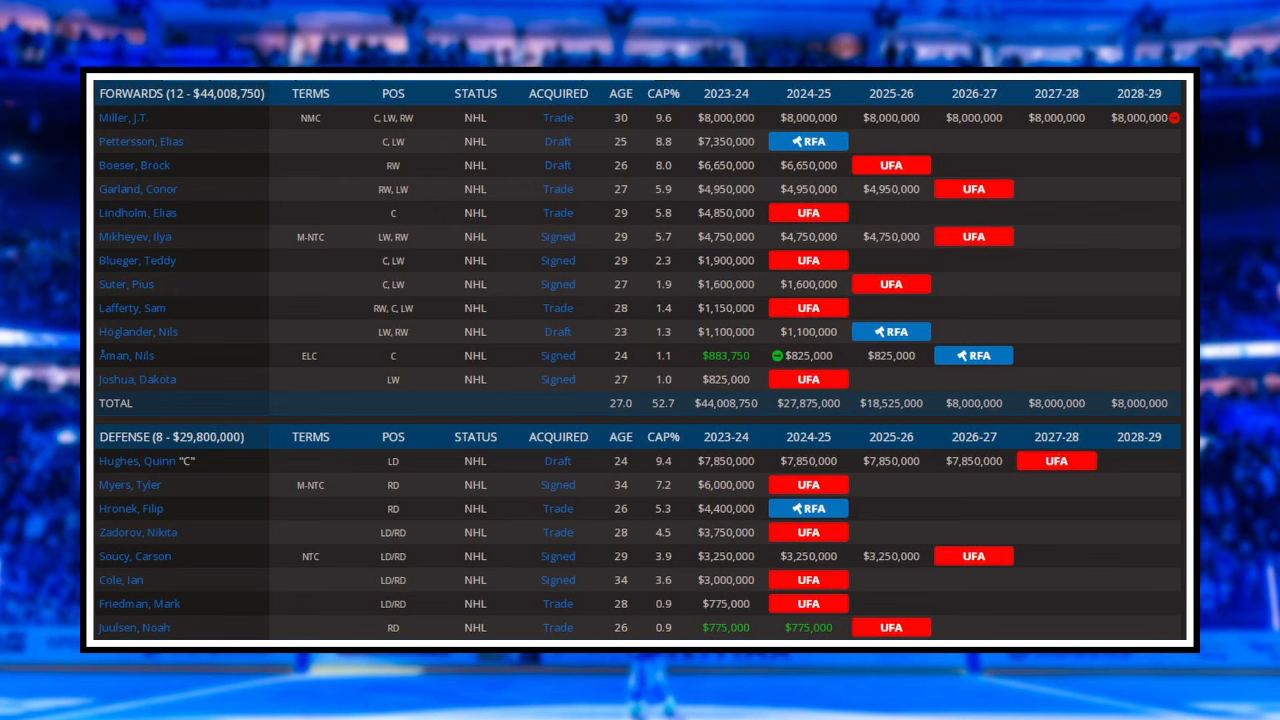 FORWARDS (12 - $44,008,750) TERMS POS STATUS ACQUIRED AGE CAP% 2023-24 2024-25 2025-26 2026-27 2027-28 2028-29
Miller, J.T. NMC C, LW, RW NHL Trade 30 9.6 $8,000,000 $8,000,000 $8,000,000 $8,000,000 $8,000,000 $8,000,000
Pettersson, Elias C, LW NHL Draft 25 8.8 $7,350,000 RFA
Boeser, Brock RW NHL Draft 26 8.0 $6,650,000 $6,650,000 UFA
Garland, Conor RW, LW NHL Trade 27 5.9 $4,950,000 $4,950,000 $4,950,000 UFA
Lindholm, Elias C NHL Trade 29 5.8 $4,850,000 UFA
Mikheyev, Ilya M-NTC LW, RW NHL Signed 29 5.7 $4,750,000 $4,750,000 $4,750,000 UFA
Blueger, Teddy C, LW NHL Signed 29 2.3 $1,900,000 UFA
Suter, Pius C, LW NHL Signed 27 1.9 $1,600,000 $1,600,000 UFA
Lafferty, Sam RW, C, LW NHL Trade 28 1.4 $1,150,000 UFA
Höglander, Nils LW, RW NHL Draft 23 1.3 $1,100,000 $1,100,000 RFA
Åman, Nils ELC C NHL Signed 24 1.1 $883,750 $825,000 $825,000 RFA
Joshua, Dakota LW NHL Signed 27 1.0 $825,000 UFA
TOTAL 27.0 52.7 $44,008,750 $27,875,000 $18,525,000 $8,000,000 $8,000,000 $8,000,000
DEFENSE (8 - $29,800,000) TERMS POS STATUS ACQUIRED AGE CAP% 2023-24 2024-25 2025-26 2026-27 2027-28 2028-29
Hughes, Quinn "C" LD NHL Draft 24 9.4 $7,850,000 $7,850,000 $7,850,000 $7,850,000 UFA
Myers, Tyler M-NTC RD NHL Signed 34 7.2 $6,000,000 UFA
Hronek, Filip RD NHL Trade 26 5.3 $4,400,000 RFA
Zadorov, Nikita LD/RD NHL Trade 28 4.5 $3,750,000 UFA
Soucy, Carson NTC LD/RD NHL Signed 29 3.9 $3,250,000 $3,250,000 $3,250,000 UFA
Cole, Ian LD/RD NHL Signed 34 3.6 $3,000,000 UFA
Friedman, Mark LD/RD NHL Trade 28 0.9 $775,000 UFA
Juulsen, Noah RD NHL Trade 26 0.9 $775,000 $775,000 UFA